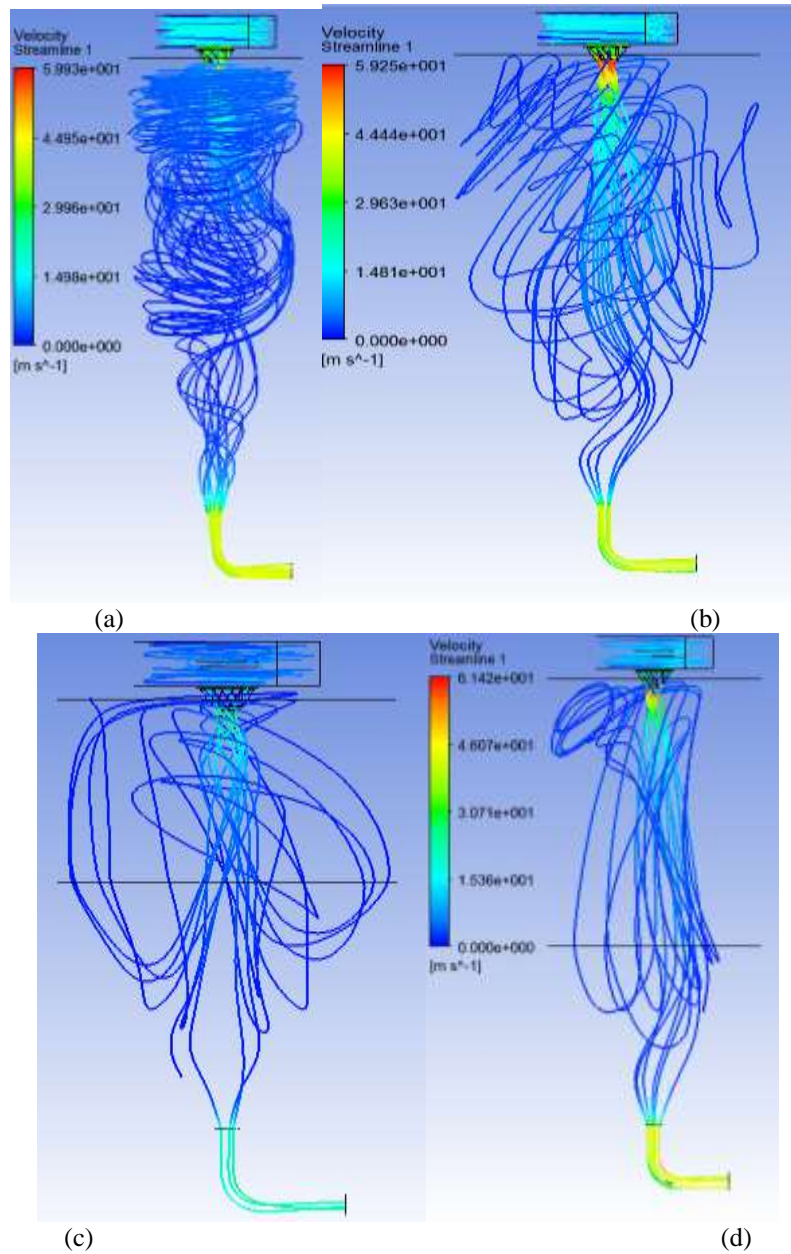 Velocity
Streamline 1
5.993e+001
4.495e+001
2.996e+001
1.498e+001
0.000e+000
[m s^-1]
(a)
Velocity
Streamline 1
5.925e+001
4.444e+001
2.963e+001
1.481e+001
0.000e+000
[m s^-1]
(b)
(c)
Velocity
Streamline 1
6.142e+001
4.607e+001
3.071e+001
1.536e+001
0.000e+000
[m s^-1]
(d)